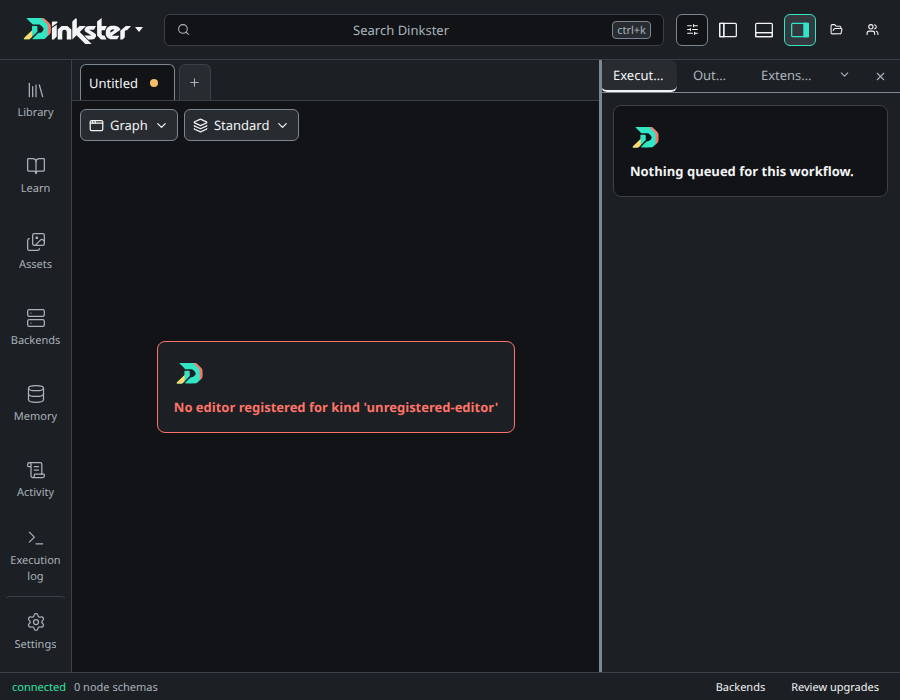 Dinkster
Search Dinkster
ctrl+k
Library
Learn
Assets
Backends
Memory
Activity
Execution
log
Settings
Untitled
+
Graph
Standard
No editor registered for kind 'unregistered-editor'
Execut...
Out...
Extens...
Nothing queued for this workflow.
connected
0 node schemas
Backends
Review upgrades